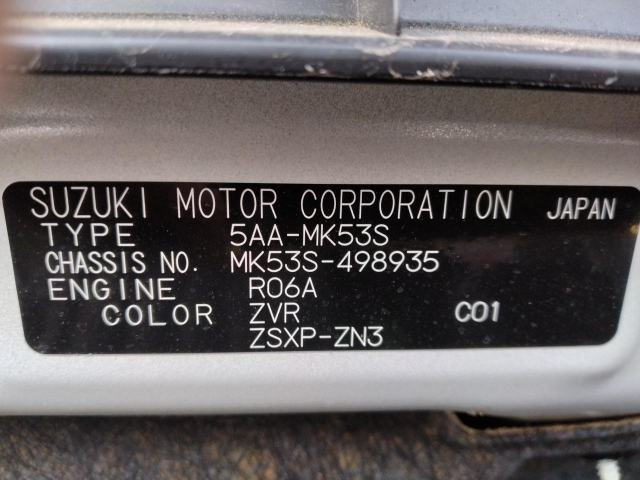 SUZUKI MOTOR CORPORATION JAPAN
TYPE 5AA-MK53S
CHASSIS NO. MK53S-498935
ENGINE R06A
COLOR ZVR C01
ZSXP-ZN3